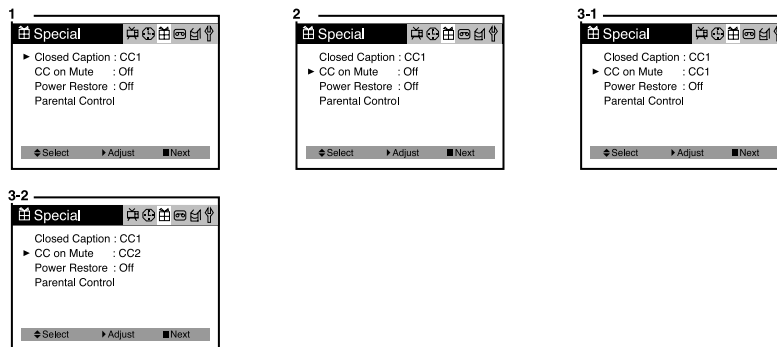 1
Special
Closed Caption : CC1
CC on Mute : Off
Power Restore : Off
Parental Control
Select Adjust Next
2
Special
Closed Caption : CC1
CC on Mute : Off
Power Restore : Off
Parental Control
Select Adjust Next
3-1
Special
Closed Caption : CC1
CC on Mute : CC1
Power Restore : Off
Parental Control
Select Adjust Next
3-2
Special
Closed Caption : CC1
CC on Mute : CC2
Power Restore : Off
Parental Control
Select Adjust Next